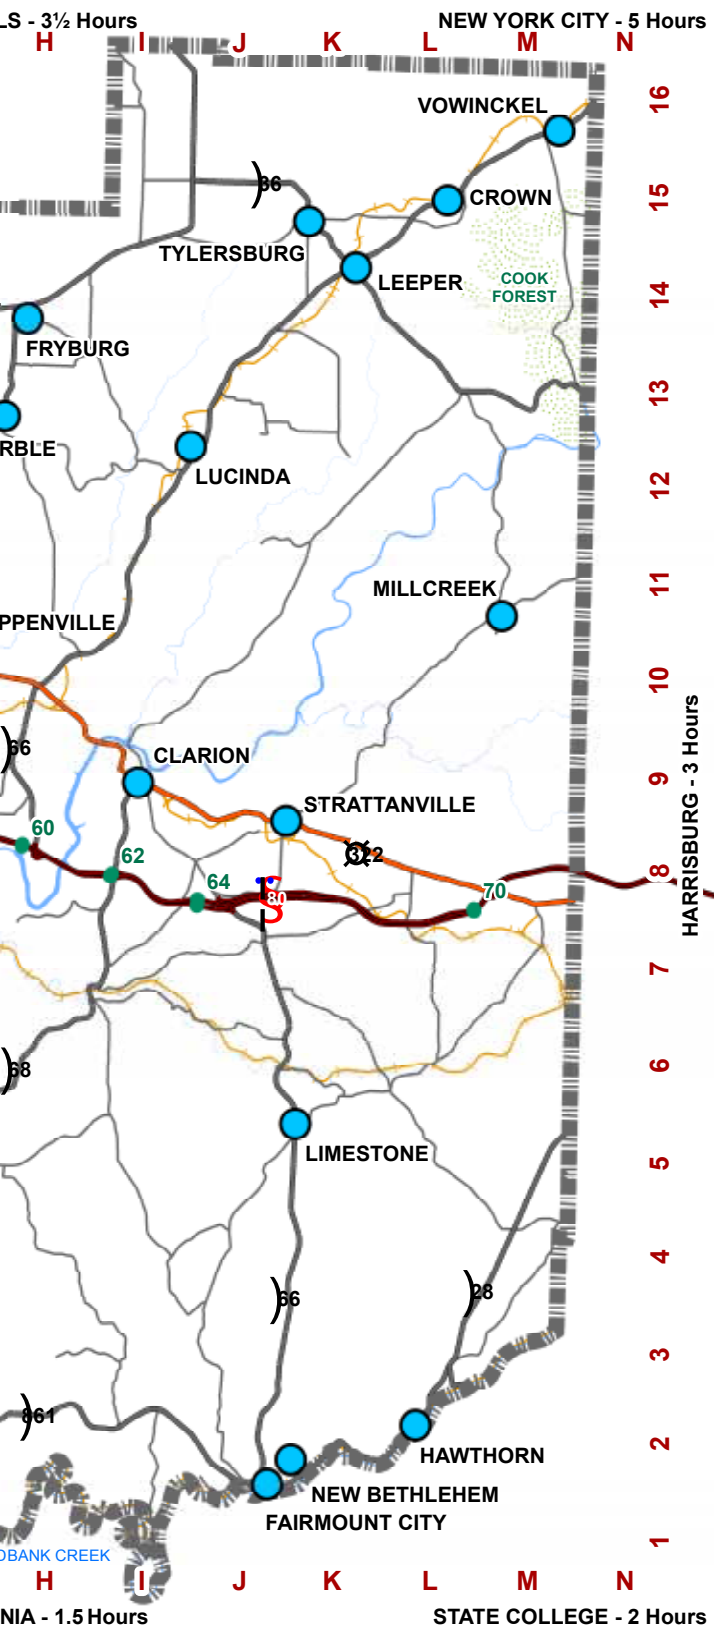 LS - 3½ Hours
NEW YORK CITY - 5 Hours
H I J K L M N
16
VOWINCKEL
36
15
CROWN
TYLERSBURG
LEEPER
COOK
FOREST
14
FRYBURG
13
RBLE
LUCINDA
12
MILLCREEK
11
PPENVILLE
10
66
HARRISBURG - 3 Hours
CLARION
9
STRATTANVILLE
60
322
62
8
64
80
70
7
68
6
LIMESTONE
5
4
66
28
3
861
2
HAWTHORN
NEW BETHLEHEM
FAIRMOUNT CITY
1
DBANK CREEK
H I J K L M N
NIA - 1.5 Hours
STATE COLLEGE - 2 Hours